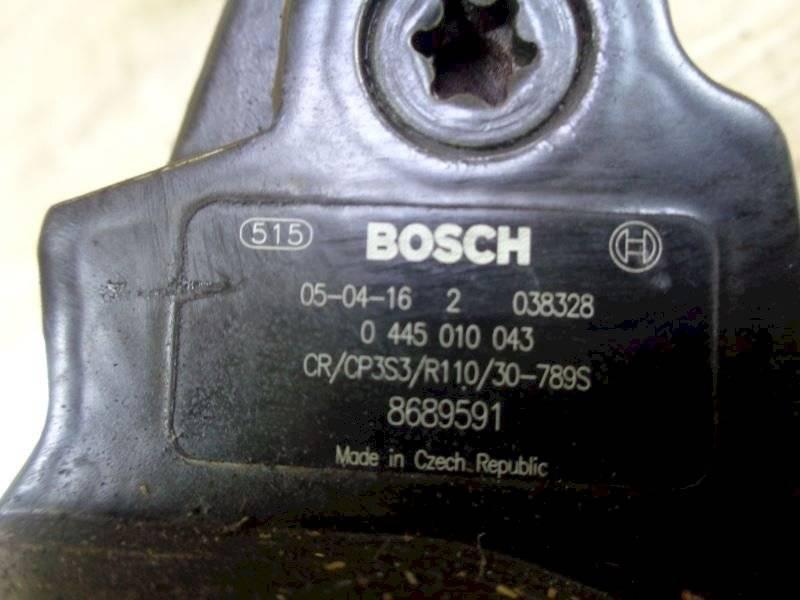 515 BOSCH
05-04-16 2 038328
0 445 010 043
CR/CP3S3/R110/30-789S
8689591
Made in Czech Republic